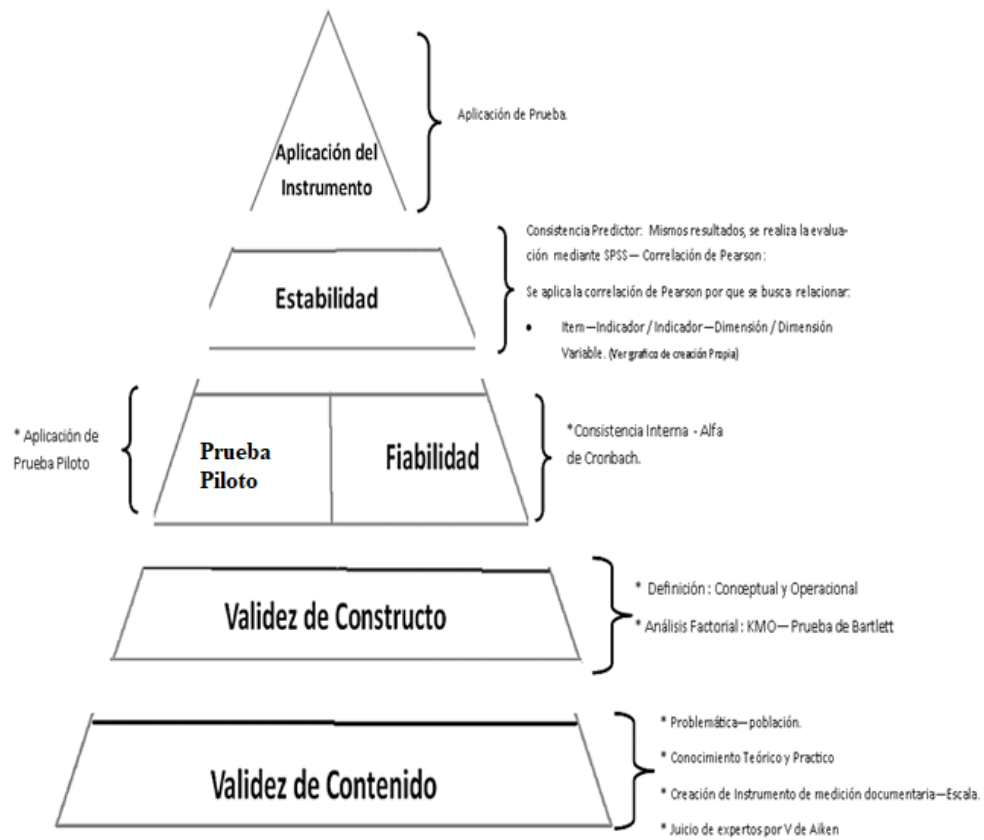 Aplicación del
Instrumento
Aplicación de Prueba.
Estabilidad
Consistencia Predictor: Mismos resultados, se realiza la evalua-
ción mediante SPSS— Correlación de Pearson:
Se aplica la correlación de Pearson por que se busca relacionar:
• Item—Indicador / Indicador—Dimensión / Dimensión
Variable. (Ver grafico de creación Propia)
* Aplicación de
Prueba Piloto
Prueba
Piloto
Fiabilidad
*Consistencia Interna - Alfa
de Cronbach.
Validez de Constructo
* Definición : Conceptual y Operacional
* Análisis Factorial : KMO—Prueba de Bartlett
Validez de Contenido
* Problemática—población.
* Conocimiento Teórico y Practico
* Creación de Instrumento de medición documentaria—Escala.
* Juicio de expertos por V de Aiken